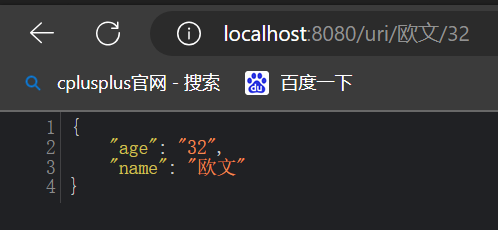 localhost:8080/uri/欧文/32
cplusplus官网 - 搜索 du 百度一下
1 {
2 "age": "32",
3 "name": "欧文"
4 }